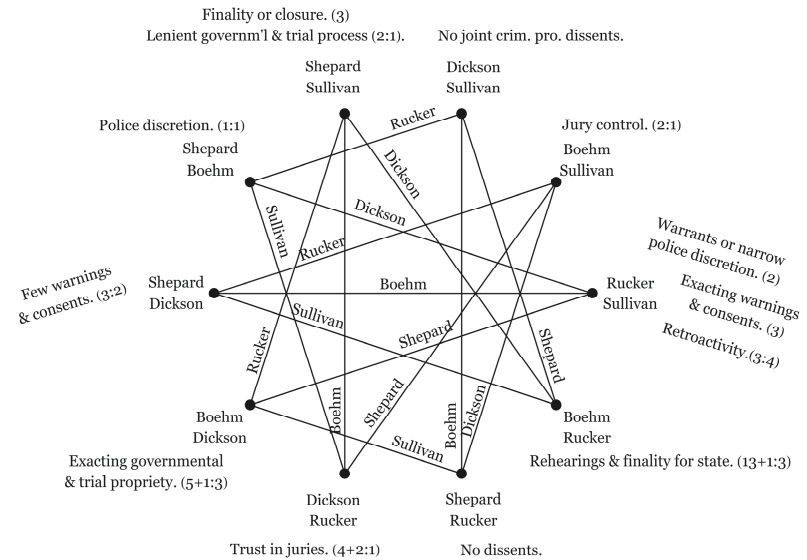 Finality or closure. (3)
Lenient governm'l & trial process (2:1).
No joint crim. pro. dissents.
Shepard
Sullivan
Dickson
Sullivan
Police discretion. (1:1)
Shepard
Boehm
Rucker
Jury control. (2:1)
Boehm
Sullivan
Dickson
Dickson
Sullivan
Rucker
Warrants or narrow
police discretion. (2)
Exacting warnings
& consents. (3)
Retroactivity.(3:4)
Few warnings
& consents. (3:2)
Shepard
Dickson
Boehm
Rucker
Sullivan
Sullivan
Shepard
Rucker
Shepard
Boehm
Dickson
Boehm
Shepard
Boehm
Dickson
Sullivan
Boehm
Rucker
Exacting governmental
& trial propriety. (5+1:3)
Rehearings & finality for state. (13+1:3)
Dickson
Rucker
Shepard
Rucker
Trust in juries. (4+2:1)
No dissents.